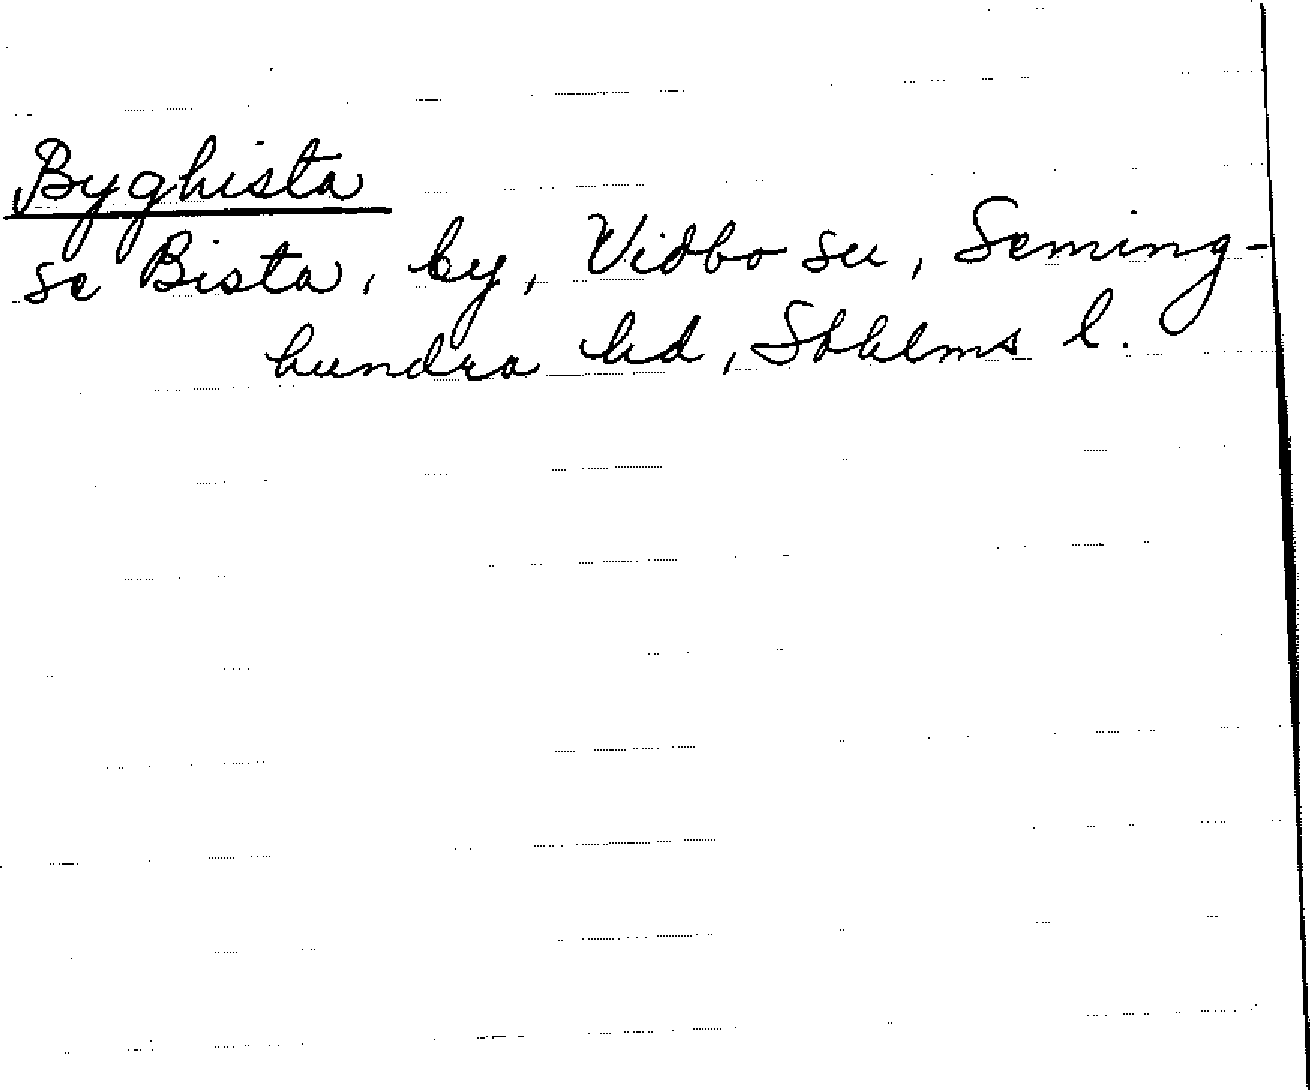 Byghista
se Bista, by, Vidbo sn, Seming-
hundra hd, Sthlms l.